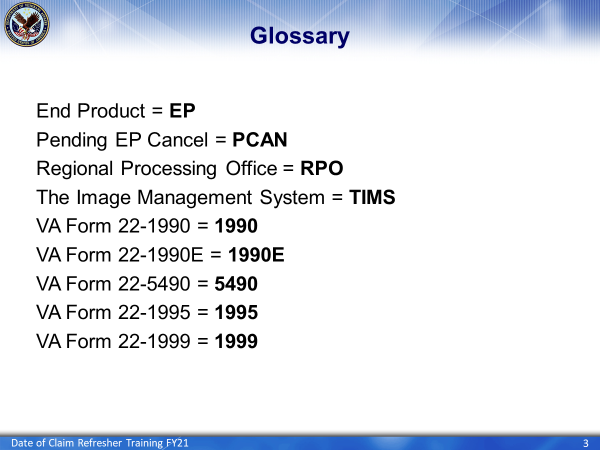 Glossary
End Product = EP
Pending EP Cancel = PCAN
Regional Processing Office = RPO
The Image Management System = TIMS
VA Form 22-1990 = 1990
VA Form 22-1990E = 1990E
VA Form 22-5490 = 5490
VA Form 22-1995 = 1995
VA Form 22-1999 = 1999
Date of Claim Refresher Training FY21
3